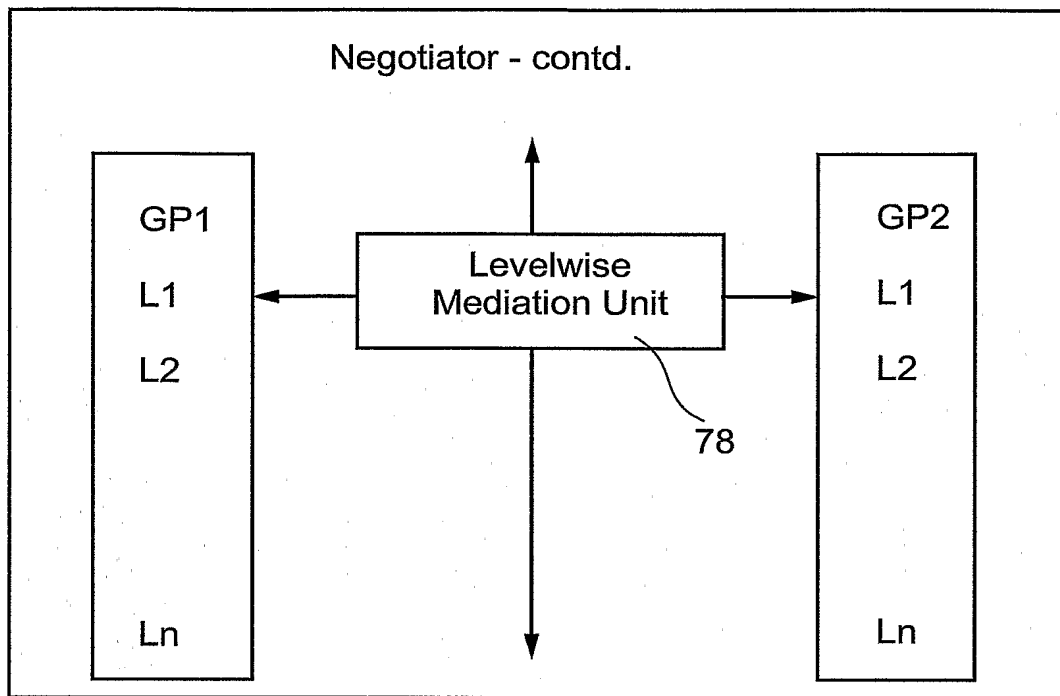 Negotiator - contd.
GP1
L1
L2
Ln
Levelwise
Mediation Unit
78
GP2
L1
L2
Ln